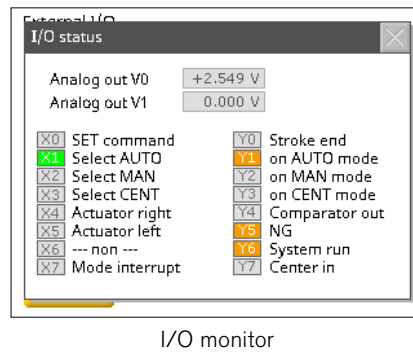 External I/O
I/O status
Analog out V0 +2.549 V
Analog out V1 0.000 V
X0 SET command Y0 Stroke end
X1 Select AUTO Y1 on AUTO mode
X2 Select MAN Y2 on MAN mode
X3 Select CENT Y3 on CENT mode
X4 Actuator right Y4 Comparator out
X5 Actuator left Y5 NG
X6 --- non --- Y6 System run
X7 Mode interrupt Y7 Center in
I/O monitor